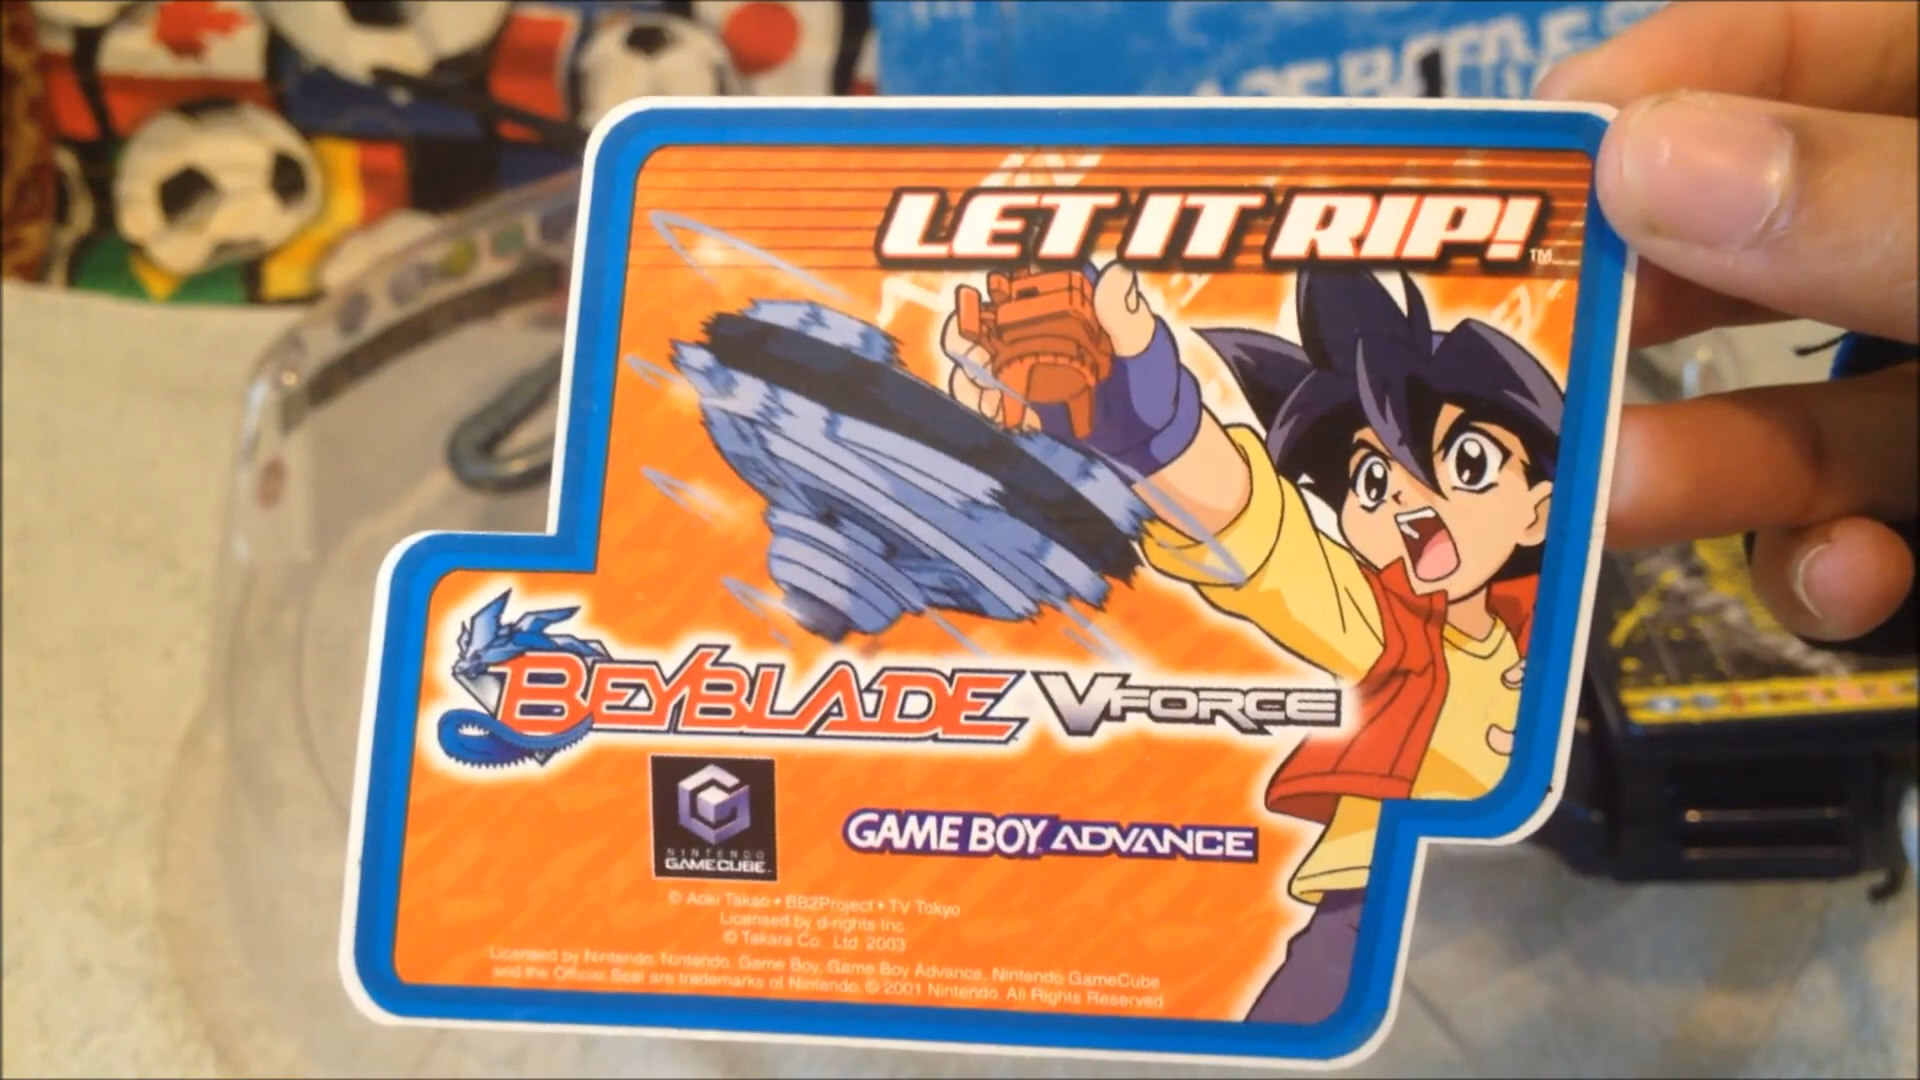 LET IT RIP!™
BEYBLADE VFORCE
NINTENDO
GAMECUBE™
GAME BOY ADVANCE
© Aoki Takao • BB2Project • TV Tokyo
Licensed by d-rights Inc.
© Takara Co. Ltd. 2003
Licensed by Nintendo. Nintendo, Game Boy, Game Boy Advance, Nintendo GameCube
and the Official Seal are trademarks of Nintendo. © 2001 Nintendo. All Rights Reserved